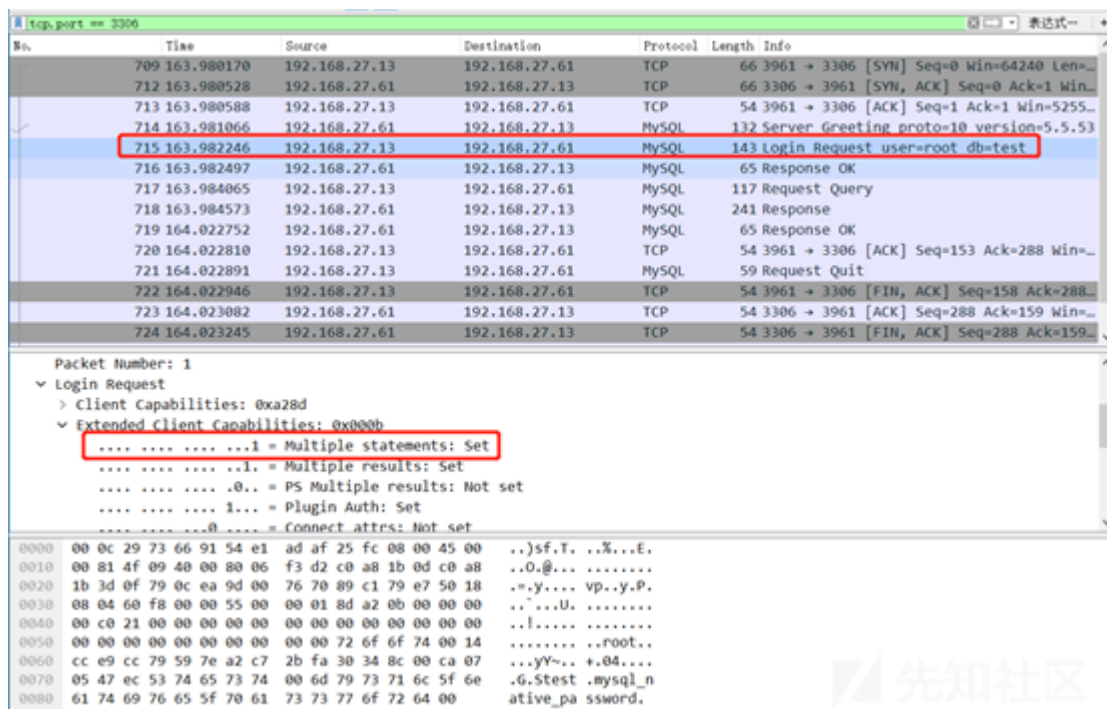 tcp.port == 3306 表达式… +
No. Time Source Destination Protocol Length Info
709 163.980170 192.168.27.13 192.168.27.61 TCP 66 3961 → 3306 [SYN] Seq=0 Win=64240 Len=…
712 163.980528 192.168.27.61 192.168.27.13 TCP 66 3306 → 3961 [SYN, ACK] Seq=0 Ack=1 Win…
713 163.980588 192.168.27.13 192.168.27.61 TCP 54 3961 → 3306 [ACK] Seq=1 Ack=1 Win=5255…
714 163.981066 192.168.27.61 192.168.27.13 MySQL 132 Server Greeting proto=10 version=5.5.53
715 163.982246 192.168.27.13 192.168.27.61 MySQL 143 Login Request user=root db=test
716 163.982497 192.168.27.61 192.168.27.13 MySQL 65 Response OK
717 163.984065 192.168.27.13 192.168.27.61 MySQL 117 Request Query
718 163.984573 192.168.27.61 192.168.27.13 MySQL 241 Response
719 164.022752 192.168.27.61 192.168.27.13 MySQL 65 Response OK
720 164.022810 192.168.27.13 192.168.27.61 TCP 54 3961 → 3306 [ACK] Seq=153 Ack=288 Win=…
721 164.022891 192.168.27.13 192.168.27.61 MySQL 59 Request Quit
722 164.022946 192.168.27.13 192.168.27.61 TCP 54 3961 → 3306 [FIN, ACK] Seq=158 Ack=288…
723 164.023082 192.168.27.61 192.168.27.13 TCP 54 3306 → 3961 [ACK] Seq=288 Ack=159 Win=…
724 164.023245 192.168.27.61 192.168.27.13 TCP 54 3306 → 3961 [FIN, ACK] Seq=288 Ack=159…
Packet Number: 1
Login Request
Client Capabilities: 0xa28d
Extended Client Capabilities: 0x000b
.... .... .... ...1 = Multiple statements: Set
.... .... .... ..1. = Multiple results: Set
.... .... .... .0.. = PS Multiple results: Not set
.... .... .... 1... = Plugin Auth: Set
.... .... ...0 .... = Connect attrs: Not set
0000 00 0c 29 73 66 91 54 e1 ad af 25 fc 08 00 45 00 ..)sf.T. ..%...E.
0010 00 81 4f 09 40 00 80 06 f3 d2 c0 a8 1b 0d c0 a8 ..O.@... ........
0020 1b 3d 0f 79 0c ea 9d 00 76 70 89 c1 79 e7 50 18 .=.y.... vp..y.P.
0030 08 04 60 f8 00 00 55 00 00 01 8d a2 0b 00 00 00 ..`...U. ........
0040 00 c0 21 00 00 00 00 00 00 00 00 00 00 00 00 00 ..!..... ........
0050 00 00 00 00 00 00 00 00 00 00 72 6f 6f 74 00 14 ........ ..root..
0060 cc e9 cc 79 59 7e a2 c7 2b fa 30 34 8c 00 ca 07 ...yY~.. +.04....
0070 05 47 ec 53 74 65 73 74 00 6d 79 73 71 6c 5f 6e .G.Stest .mysql_n
0080 61 74 69 76 65 5f 70 61 73 73 77 6f 72 64 00 ative_pa ssword.
先知社区